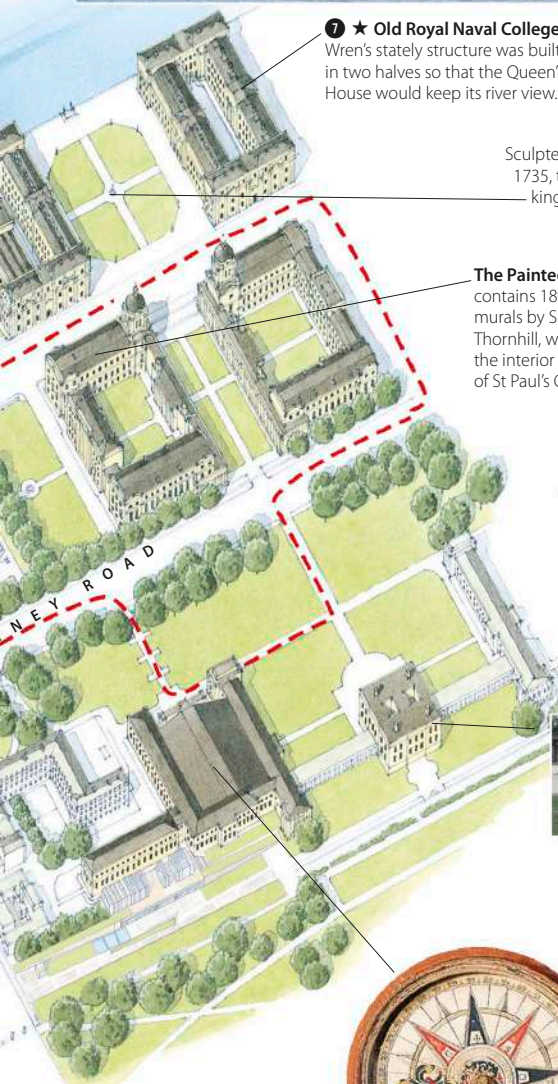 7 ★ Old Royal Naval College
Wren's stately structure was built
in two halves so that the Queen'
House would keep its river view.
Sculpte
1735, t
king
The Painte
contains 18
murals by S
Thornhill, w
the interior
of St Paul's C
NEY ROAD